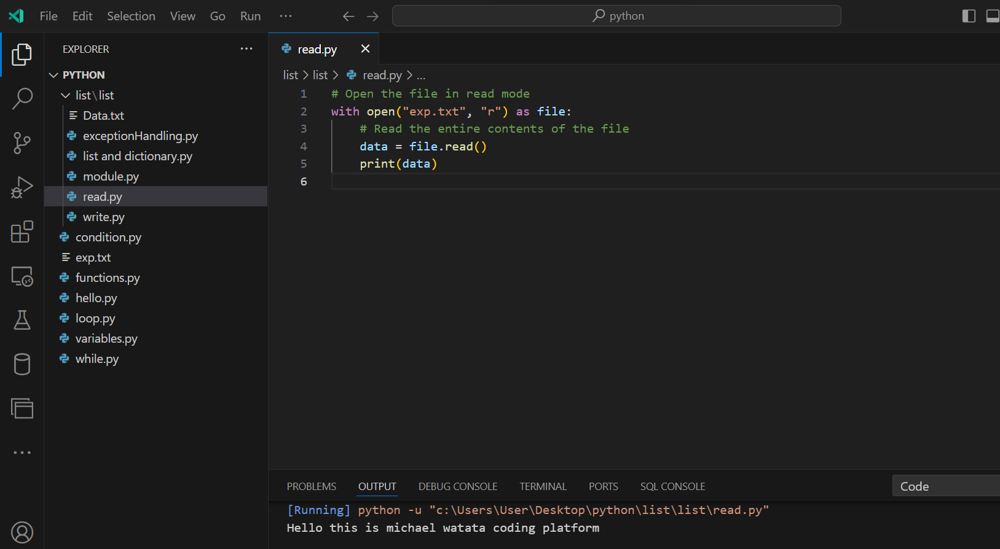 File Edit Selection View Go Run ···
python
EXPLORER ···
PYTHON
list\list
Data.txt
exceptionHandling.py
list and dictionary.py
module.py
read.py
write.py
condition.py
exp.txt
functions.py
hello.py
loop.py
variables.py
while.py
read.py
list > list > read.py > ...
1 # Open the file in read mode
2 with open("exp.txt", "r") as file:
3 # Read the entire contents of the file
4 data = file.read()
5 print(data)
6
PROBLEMS OUTPUT DEBUG CONSOLE TERMINAL PORTS SQL CONSOLE Code
[Running] python -u "c:\Users\User\Desktop\python\list\list\read.py"
Hello this is michael watata coding platform